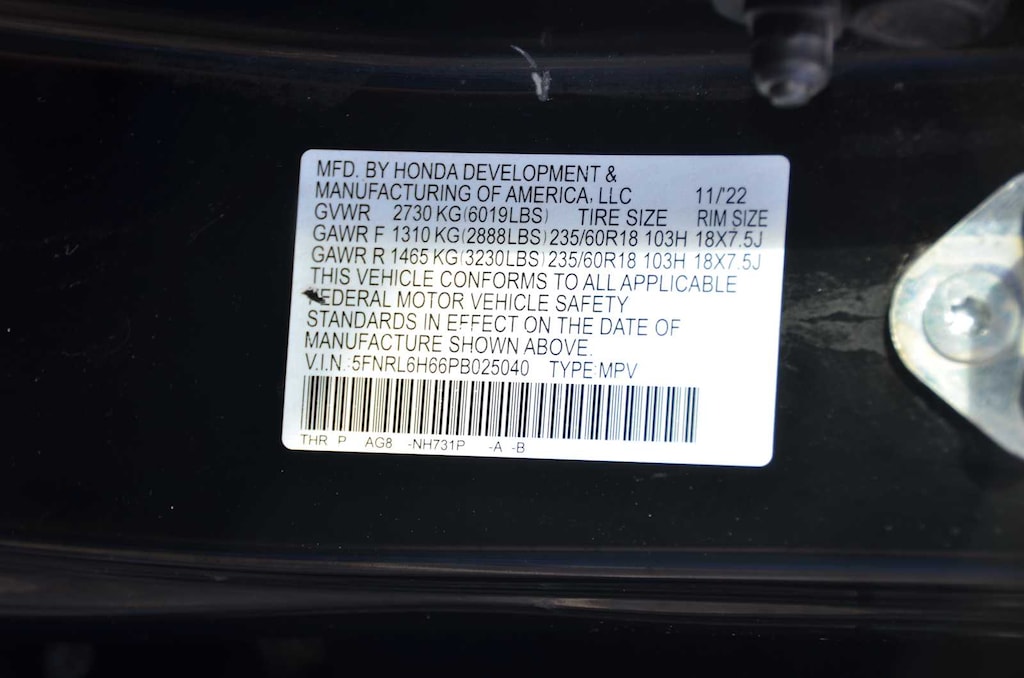 MFD. BY HONDA DEVELOPMENT &
MANUFACTURING OF AMERICA, LLC 11/'22
GVWR 2730 KG(6019LBS) TIRE SIZE RIM SIZE
GAWR F 1310 KG(2888LBS) 235/60R18 103H 18X7.5J
GAWR R 1465 KG(3230LBS) 235/60R18 103H 18X7.5J
THIS VEHICLE CONFORMS TO ALL APPLICABLE
FEDERAL MOTOR VEHICLE SAFETY
STANDARDS IN EFFECT ON THE DATE OF
MANUFACTURE SHOWN ABOVE.
V.I.N.:5FNRL6H66PB025040 TYPE:MPV
THR P AG8 -NH731P -A -B